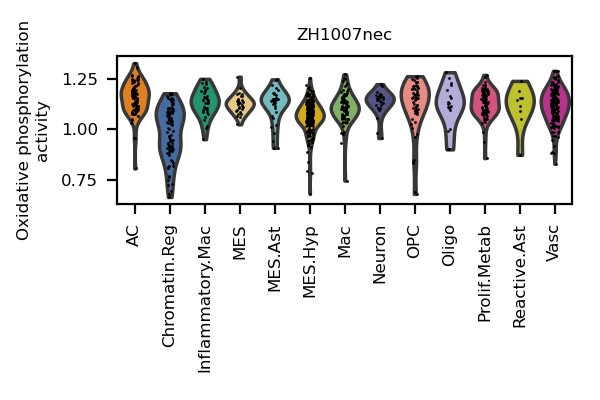 ZH1007nec
Oxidative phosphorylation
activity
1.25
1.00
0.75
AC
Chromatin.Reg
Inflammatory.Mac
MES
MES.Ast
MES.Hyp
Mac
Neuron
OPC
Oligo
Prolif.Metab
Reactive.Ast
Vasc